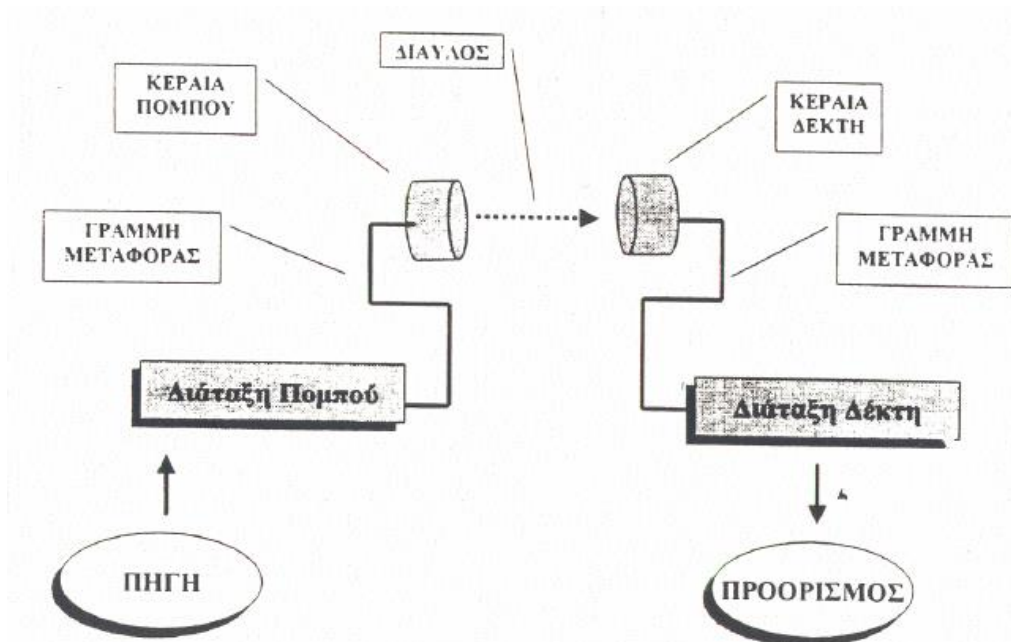 ΔΙΑΥΛΟΣ
ΚΕΡΑΙΑ
ΠΟΜΠΟΥ
ΚΕΡΑΙΑ
ΔΕΚΤΗ
ΓΡΑΜΜΗ
ΜΕΤΑΦΟΡΑΣ
ΓΡΑΜΜΗ
ΜΕΤΑΦΟΡΑΣ
Διάταξη Πομπού
Διάταξη Δέκτη
ΠΗΓΗ
ΠΡΟΟΡΙΣΜΟΣ